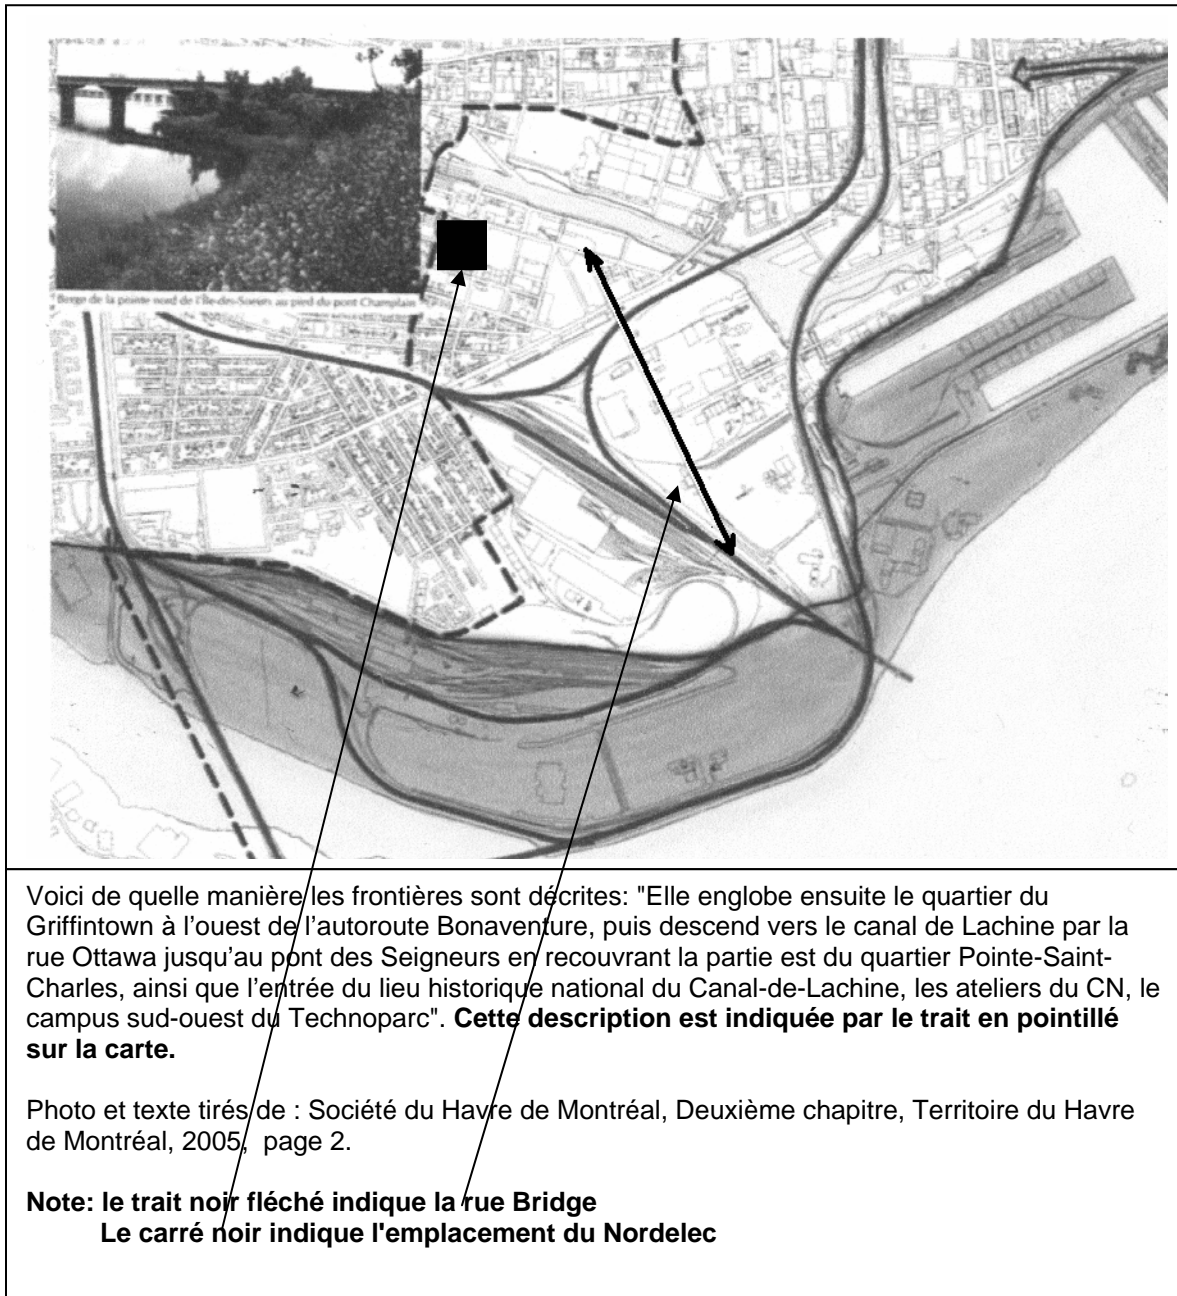 Berge de la pointe nord de l'Île-des-Soeurs au pied du pont Champlain
Voici de quelle manière les frontières sont décrites: "Elle englobe ensuite le quartier du
Griffintown à l'ouest de l'autoroute Bonaventure, puis descend vers le canal de Lachine par la
rue Ottawa jusqu'au pont des Seigneurs en recouvrant la partie est du quartier Pointe-Saint-
Charles, ainsi que l'entrée du lieu historique national du Canal-de-Lachine, les ateliers du CN, le
campus sud-ouest du Technoparc". Cette description est indiquée par le trait en pointillé
sur la carte.
Photo et texte tirés de : Société du Havre de Montréal, Deuxième chapitre, Territoire du Havre
de Montréal, 2005, page 2.
Note: le trait noir fléché indique la rue Bridge
Le carré noir indique l'emplacement du Nordelec